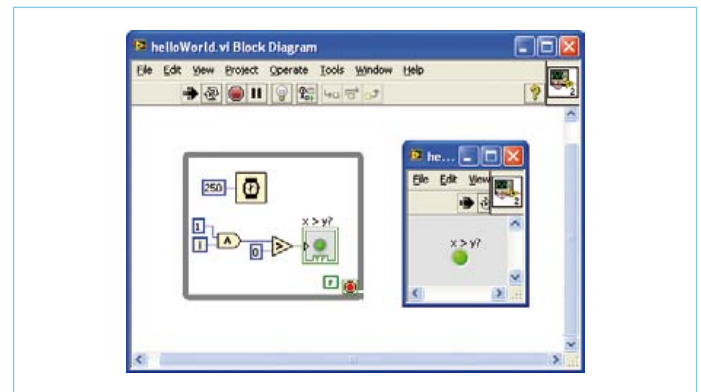 helloWorld.vi Block Diagram
File Edit View Project Operate Tools Window Help
2
250
1
i
0
x > y?
F
he...
File Edit View
2
x > y?